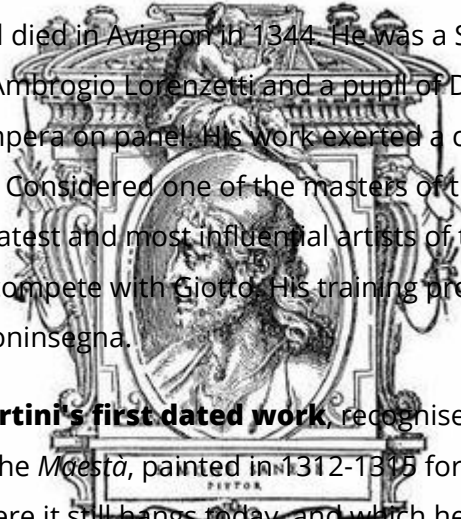 died in Avignon in 1344. He was a S
Ambrogio Lorenzetti and a pupil of D
mpera on panel. His work exerted a c
Considered one of the masters of t
atest and most influential artists of t
ompete with Giotto. His training pre
oninsegna.
rtini's first dated work, recognise
he Maestà, painted in 1312-1315 for
PITTOR
ere it still hangs today, and which he